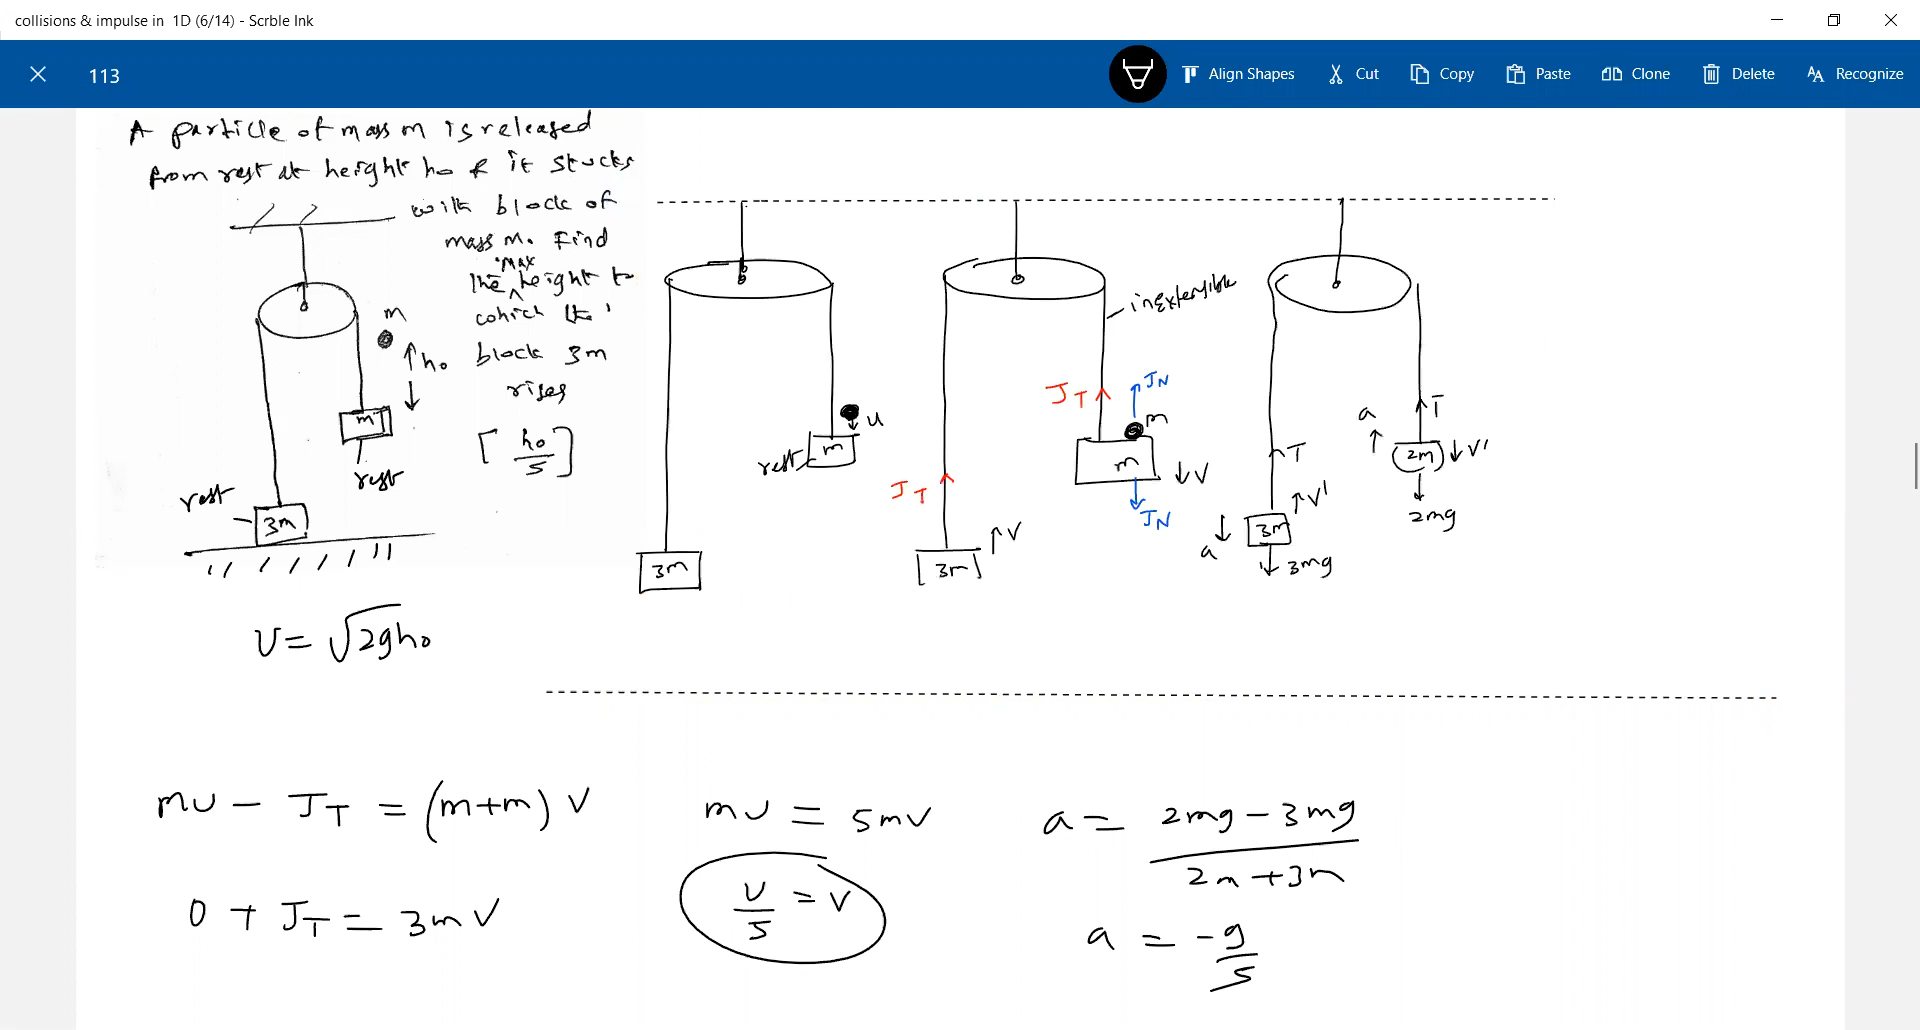 collisions & impulse in 1D (6/14) - Scrble Ink
113
Align Shapes
Cut
Copy
Paste
Clone
Delete
Recognize
A particle of mass m is released
from rest at height h₀ & it stucks
with block of
mass m. Find
the max height to
which the
block 3m
rises
[h₀/5]
m
h₀
m
rest
rest
3m
u
rest
m
3m
inextensible
J_T
J_N
m
m
↓V
J_N
J_T
↑V
3m
a
T
2m
↓V'
2mg
T
↑V'
a
3m
3mg
U = √2gh₀
mu - J_T = (m+m) V
0 + J_T = 3mV
mu = 5mV
u/5 = V
a = (2mg - 3mg)/(2m + 3m)
a = -g/5